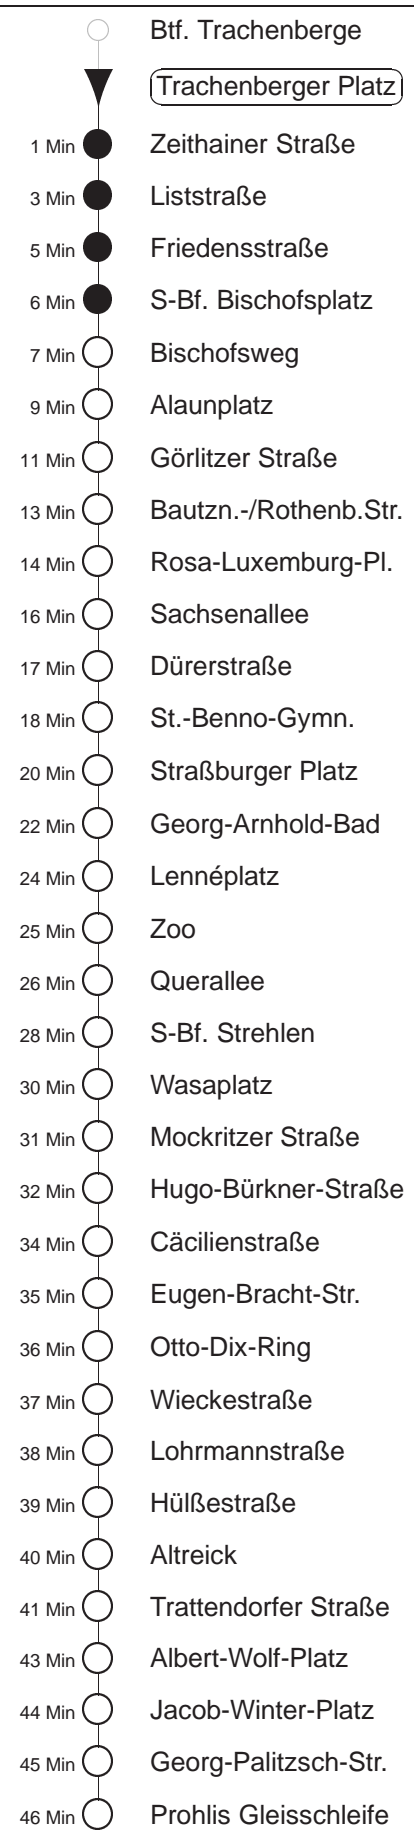 Btf. Trachenberge
Trachenberger Platz
1 Min Zeithainer Straße
3 Min Liststraße
5 Min Friedensstraße
6 Min S-Bf. Bischofsplatz
7 Min Bischofsweg
9 Min Alaunplatz
11 Min Görlitzer Straße
13 Min Bautzn.-/Rothenb.Str.
14 Min Rosa-Luxemburg-Pl.
16 Min Sachsenallee
17 Min Dürerstraße
18 Min St.-Benno-Gymn.
20 Min Straßburger Platz
22 Min Georg-Arnhold-Bad
24 Min Lennéplatz
25 Min Zoo
26 Min Querallee
28 Min S-Bf. Strehlen
30 Min Wasaplatz
31 Min Mockritzer Straße
32 Min Hugo-Bürkner-Straße
34 Min Cäcilienstraße
35 Min Eugen-Bracht-Str.
36 Min Otto-Dix-Ring
37 Min Wieckestraße
38 Min Lohrmannstraße
39 Min Hülßestraße
40 Min Altreick
41 Min Trattendorfer Straße
43 Min Albert-Wolf-Platz
44 Min Jacob-Winter-Platz
45 Min Georg-Palitzsch-Str.
46 Min Prohlis Gleisschleife